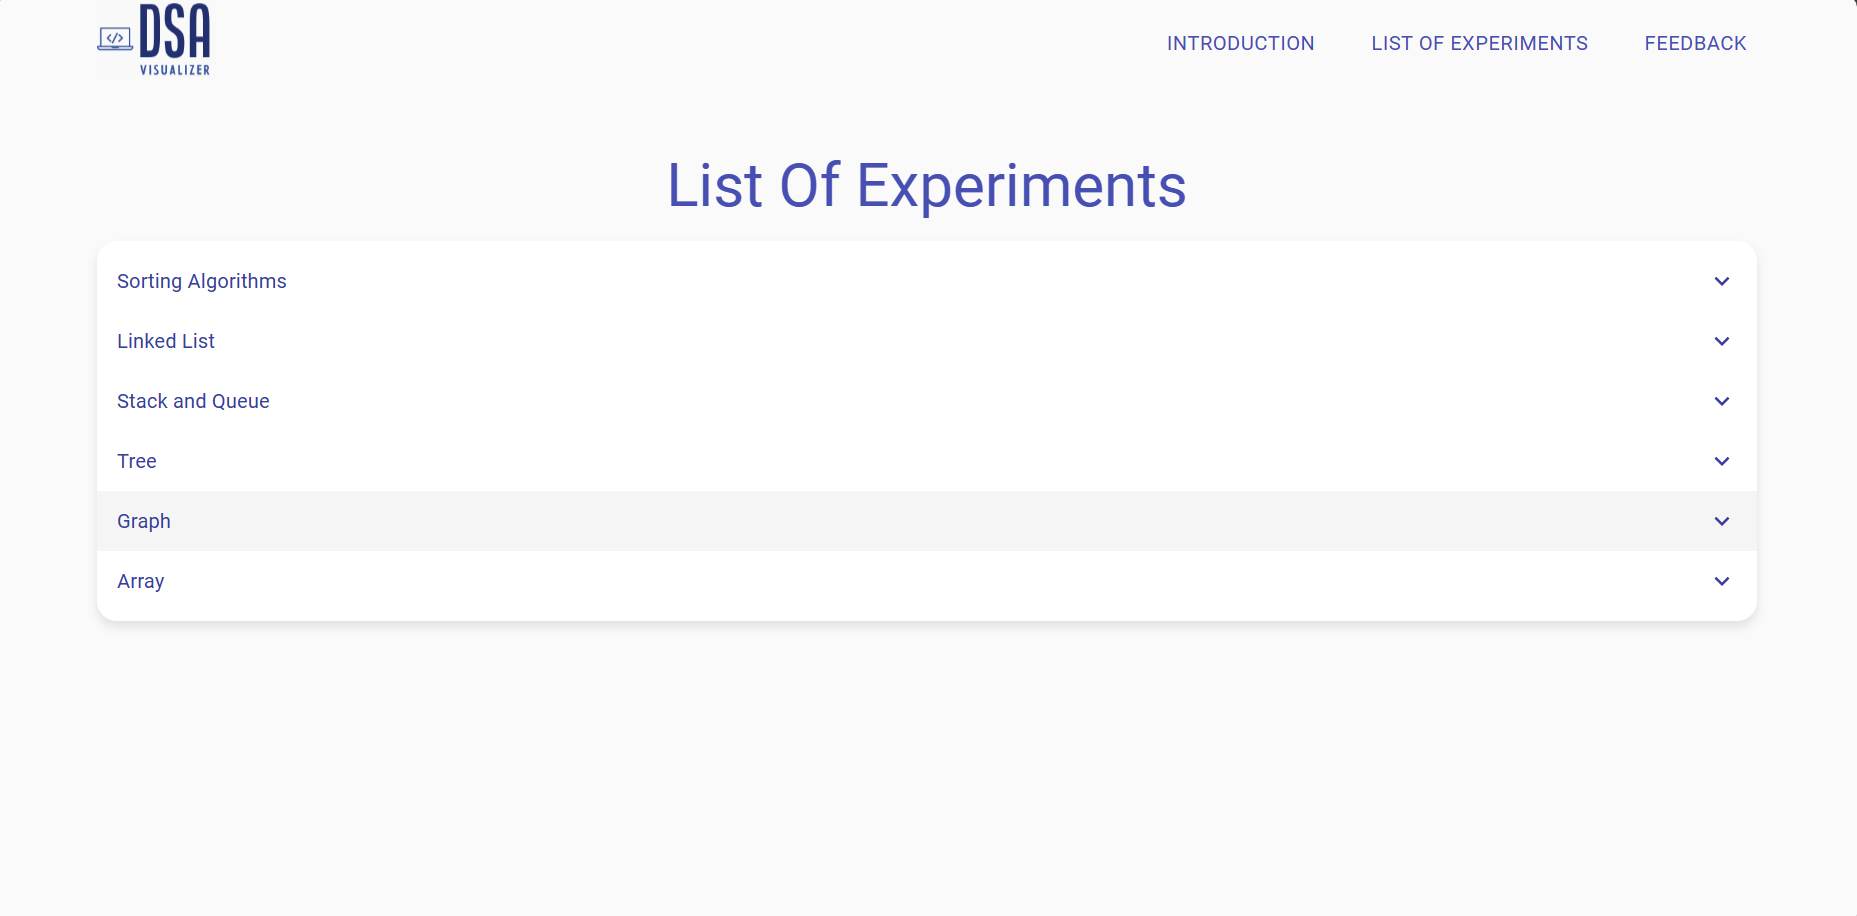 </>
DSA
VISUALIZER
INTRODUCTION
LIST OF EXPERIMENTS
FEEDBACK
List Of Experiments
Sorting Algorithms
Linked List
Stack and Queue
Tree
Graph
Array